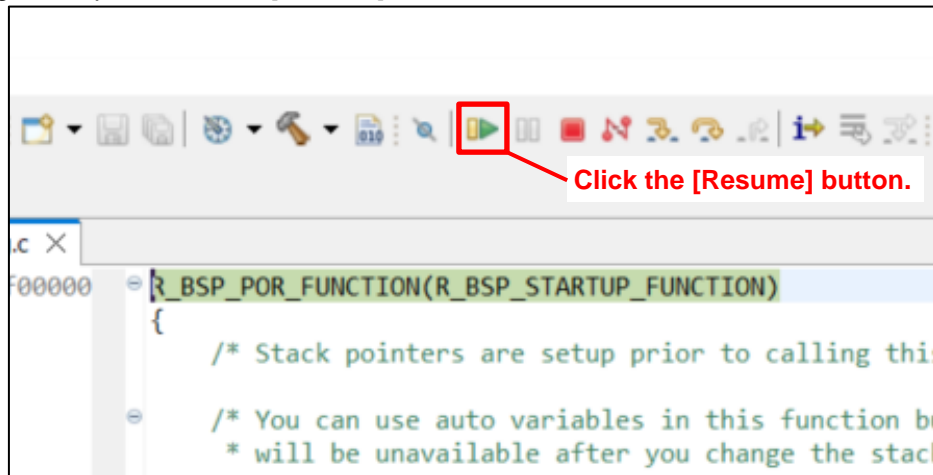 010
Click the [Resume] button.
.c
f00000 R_BSP_POR_FUNCTION(R_BSP_STARTUP_FUNCTION)
{
/* Stack pointers are setup prior to calling this
/* You can use auto variables in this function bu
* will be unavailable after you change the stack